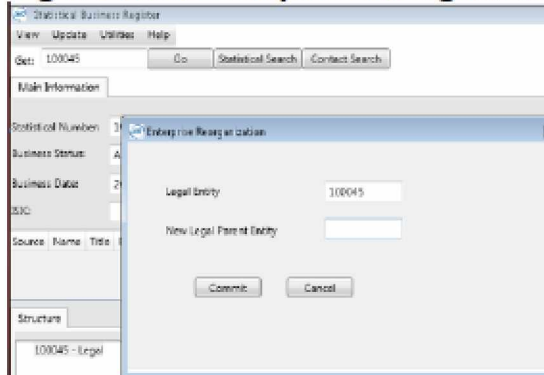 Statistical Business Register
View Update Utilities Help
Get: 100045 Go Statistical Search Contact Search
Main Information
Statistical Number:
Enterprise Reorganization
Business Status: A
Business Date: 20
Legal Entity 100045
ISIC:
New Legal Parent Entity
Source Name Title
Commit Cancel
Structure
100045 - Legal